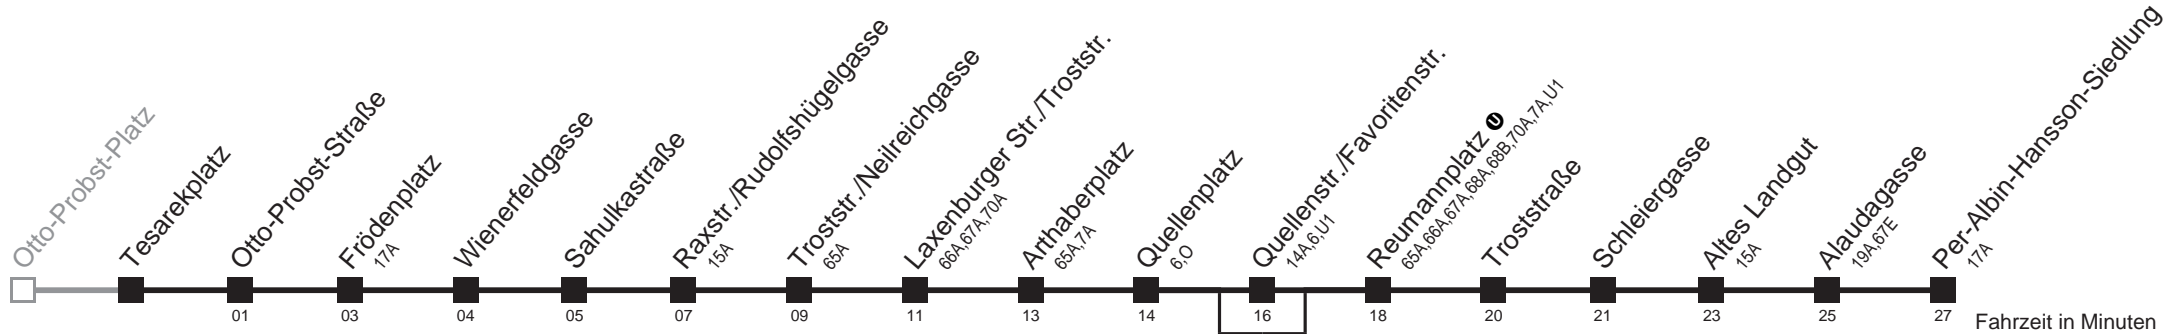 Otto-Probst-Platz
Tesarekplatz
Otto-Probst-Straße
Frödenplatz
17A
Wienerfeldgasse
Sahulkastraße
Raxstr./Rudolfshügelgasse
15A
Troststr./Neilreichgasse
65A
Laxenburger Str./Troststr.
66A,67A,70A
Arthaberplatz
65A,7A
Quellenplatz
6,O
Quellenstr./Favoritenstr.
14A,6,U1
Reumannplatz U
65A,66A,67A,68A,68B,70A,7A,U1
Troststraße
Schleiergasse
Altes Landgut
15A
Alaudagasse
19A,67E
Per-Albin-Hansson-Siedlung
17A
01 03 04 05 07 09 11 13 14 16 18 20 21 23 25 27 Fahrzeit in Minuten